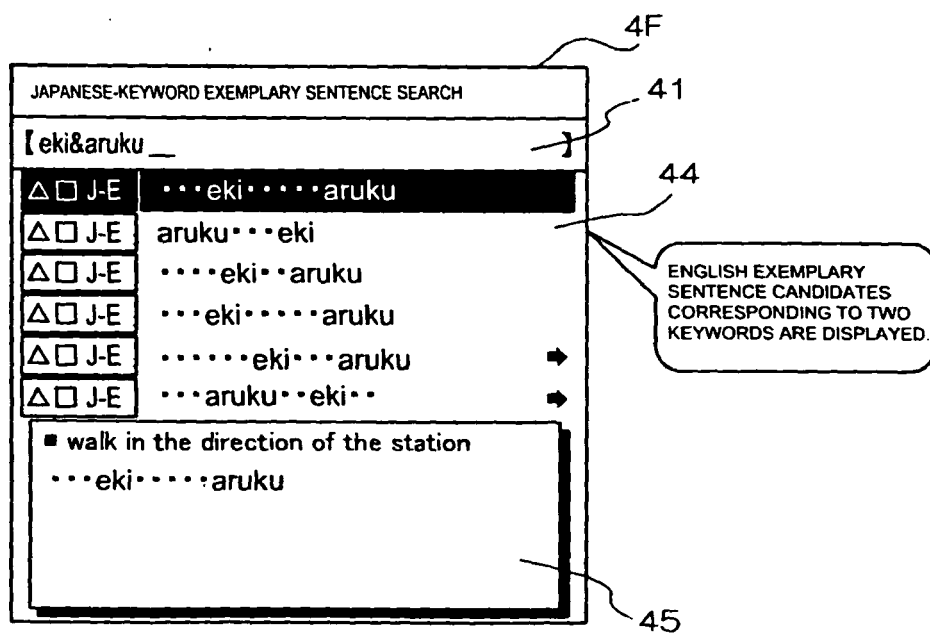 4F
JAPANESE-KEYWORD EXEMPLARY SENTENCE SEARCH
41
【eki&aruku__】
△□ J-E ···eki·····aruku
44
△□ J-E aruku···eki
△□ J-E ····eki··aruku
△□ J-E ···eki·····aruku
△□ J-E ······eki···aruku ➡
△□ J-E ···aruku··eki·· ➡
ENGLISH EXEMPLARY
SENTENCE CANDIDATES
CORRESPONDING TO TWO
KEYWORDS ARE DISPLAYED.
■ walk in the direction of the station
···eki·····aruku
45